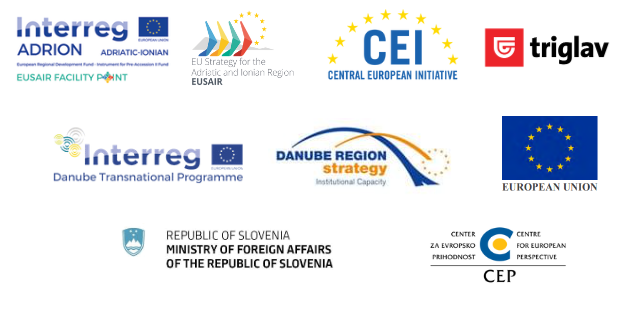 Interreg
EUROPEAN UNION
ADRION ADRIATIC-IONIAN
European Regional Development Fund - Instrument for Pre-Accession II Fund
EUSAIR FACILITY POINT
EU Strategy for the
Adriatic and Ionian Region
EUSAIR
CEI
CENTRAL EUROPEAN INITIATIVE
triglav
Interreg
EUROPEAN UNION
Danube Transnational Programme
DANUBE REGION
strategy
Institutional Capacity
EUROPEAN UNION
REPUBLIC OF SLOVENIA
MINISTRY OF FOREIGN AFFAIRS
OF THE REPUBLIC OF SLOVENIA
CENTER
ZA EVROPSKO
PRIHODNOST
CENTRE
FOR EUROPEAN
PERSPECTIVE
CEP